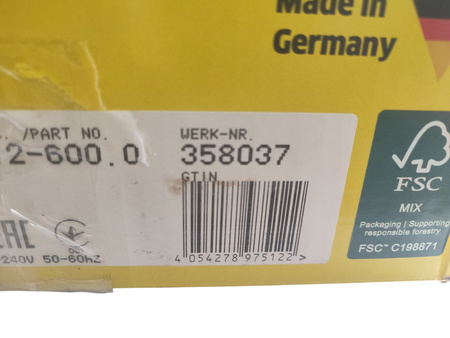 Made in
Germany
. /PART NO.
2-600.0
WERK-NR.
358037
GTIN
4 054278 975122 >
EAC
240V 50-60hz
FSC
MIX
Packaging | Supporting
responsible forestry
FSC™ C198871